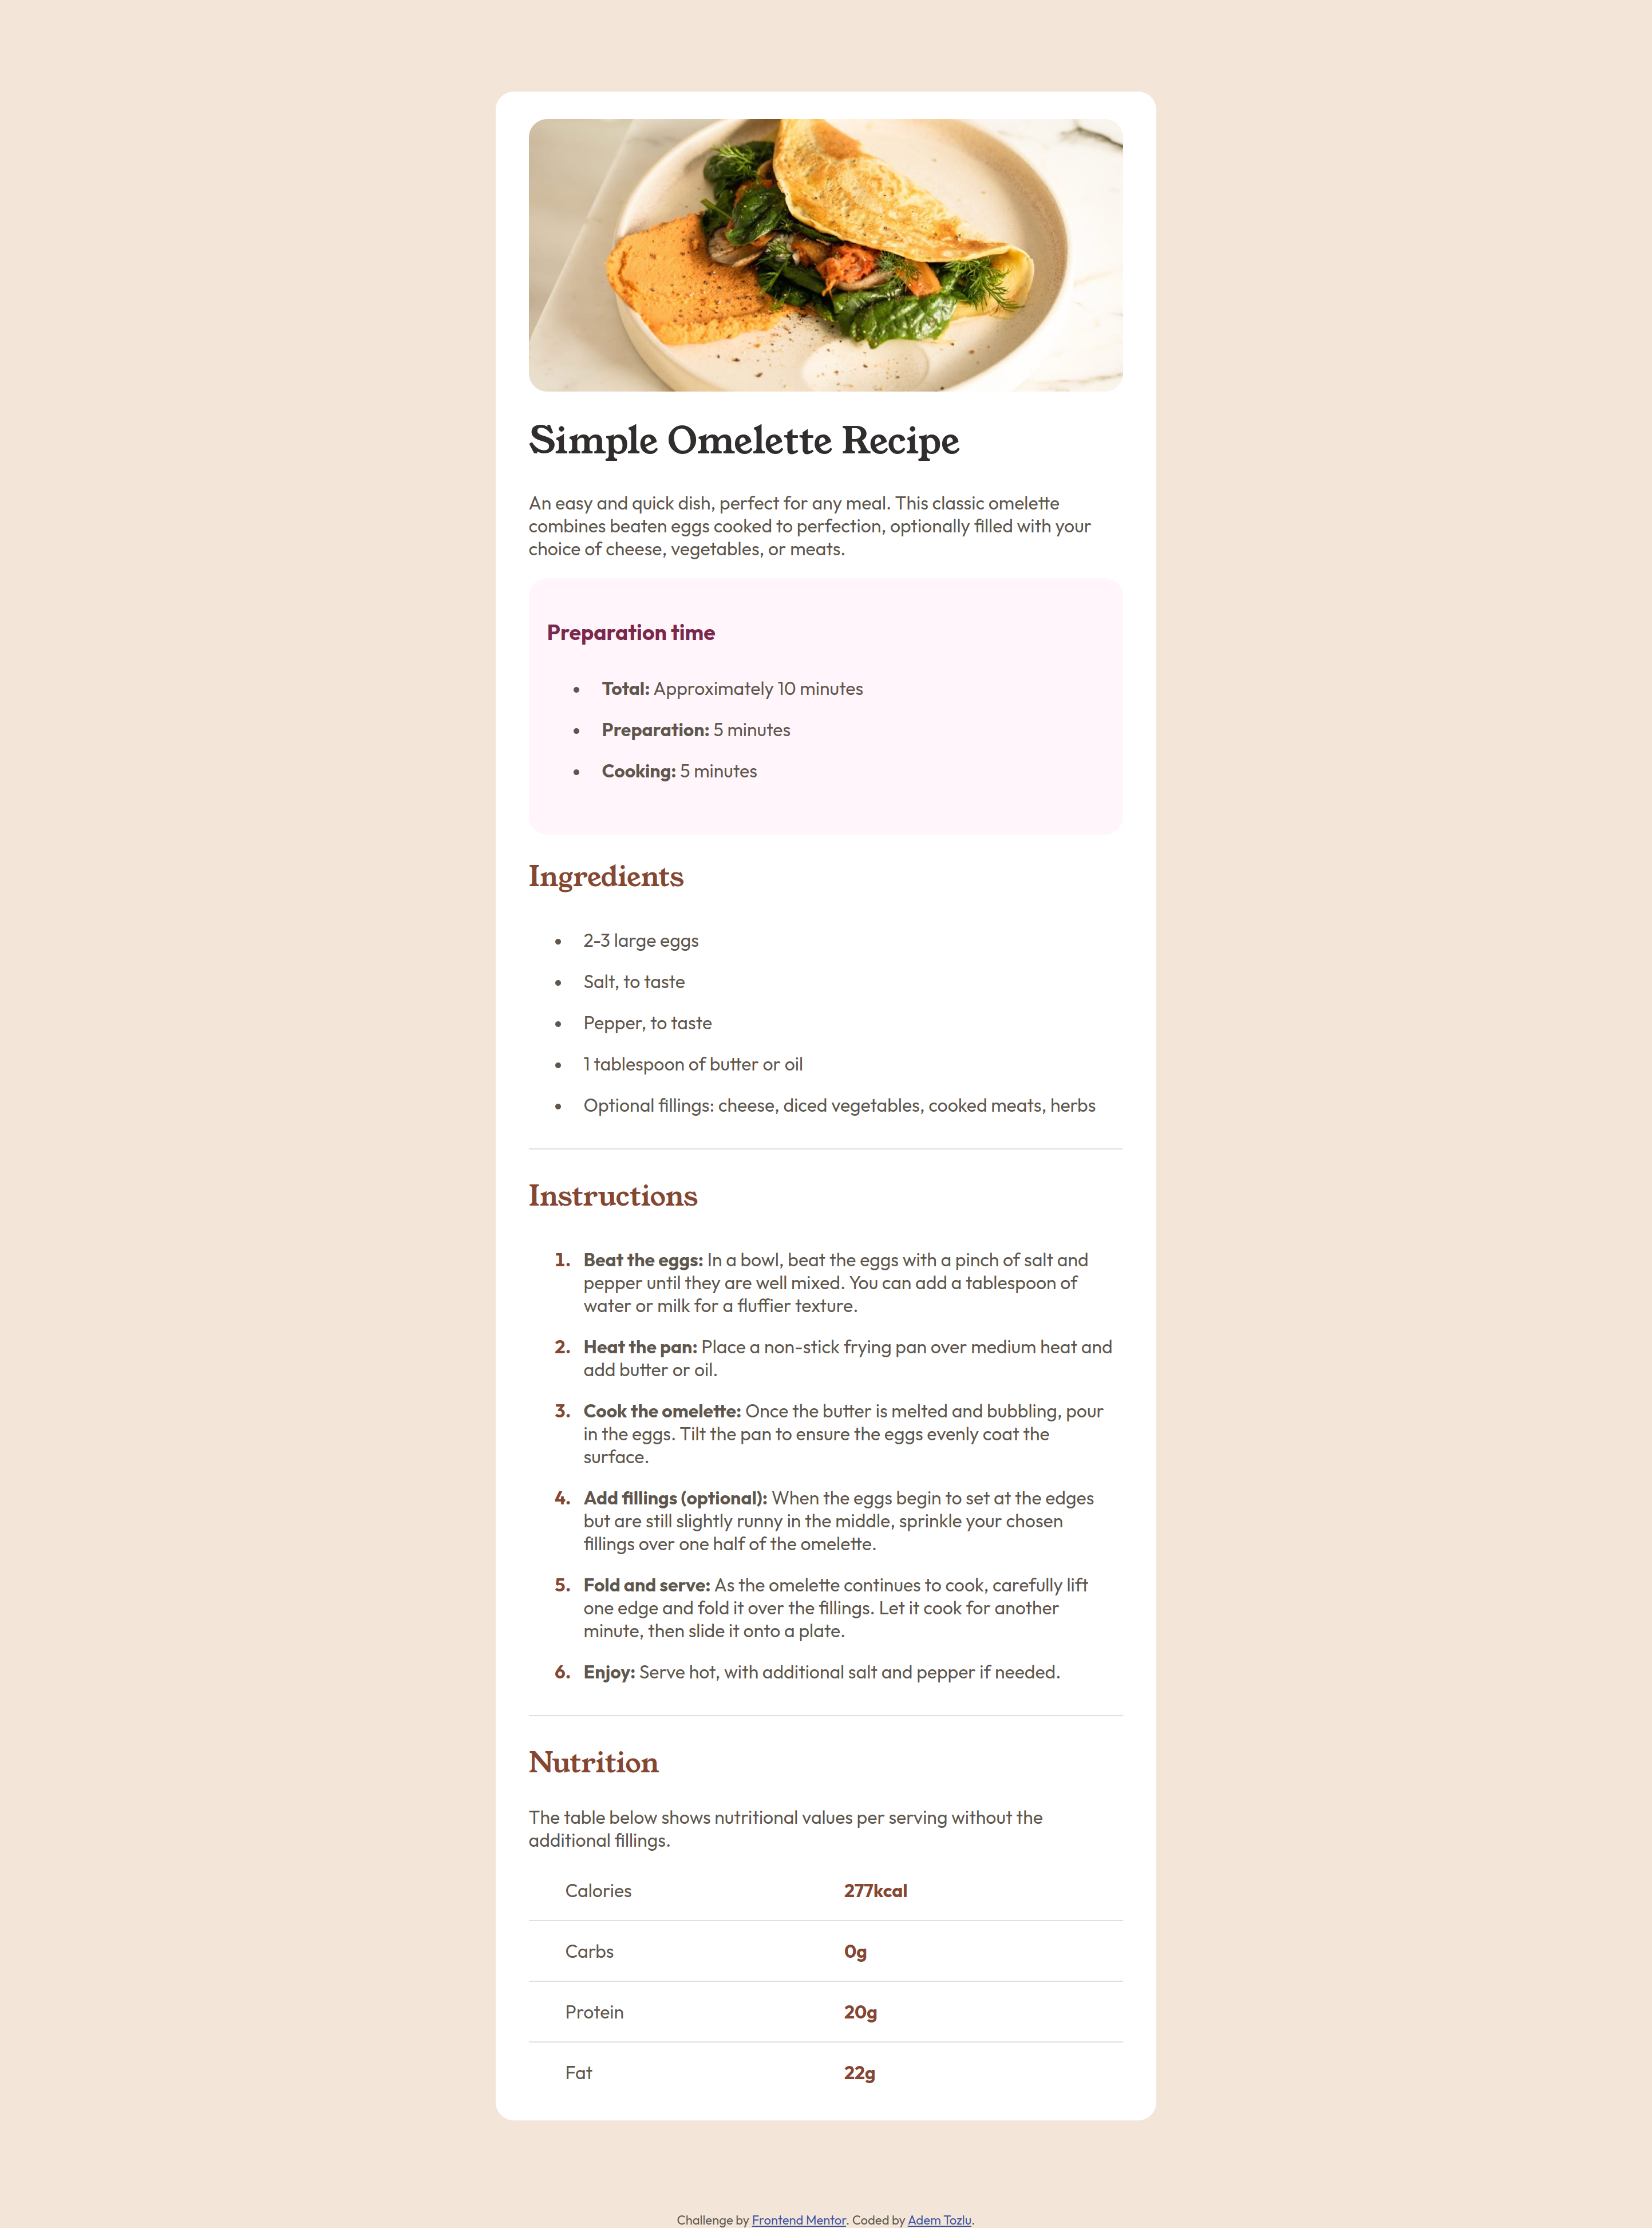 Simple Omelette Recipe
An easy and quick dish, perfect for any meal. This classic omelette
combines beaten eggs cooked to perfection, optionally filled with your
choice of cheese, vegetables, or meats.
Preparation time
• Total: Approximately 10 minutes
• Preparation: 5 minutes
• Cooking: 5 minutes
Ingredients
• 2-3 large eggs
• Salt, to taste
• Pepper, to taste
• 1 tablespoon of butter or oil
• Optional fillings: cheese, diced vegetables, cooked meats, herbs
Instructions
1. Beat the eggs: In a bowl, beat the eggs with a pinch of salt and
pepper until they are well mixed. You can add a tablespoon of
water or milk for a fluffier texture.
2. Heat the pan: Place a non-stick frying pan over medium heat and
add butter or oil.
3. Cook the omelette: Once the butter is melted and bubbling, pour
in the eggs. Tilt the pan to ensure the eggs evenly coat the
surface.
4. Add fillings (optional): When the eggs begin to set at the edges
but are still slightly runny in the middle, sprinkle your chosen
fillings over one half of the omelette.
5. Fold and serve: As the omelette continues to cook, carefully lift
one edge and fold it over the fillings. Let it cook for another
minute, then slide it onto a plate.
6. Enjoy: Serve hot, with additional salt and pepper if needed.
Nutrition
The table below shows nutritional values per serving without the
additional fillings.
Calories 277kcal
Carbs 0g
Protein 20g
Fat 22g
Challenge by Frontend Mentor. Coded by Adem Tozlu.